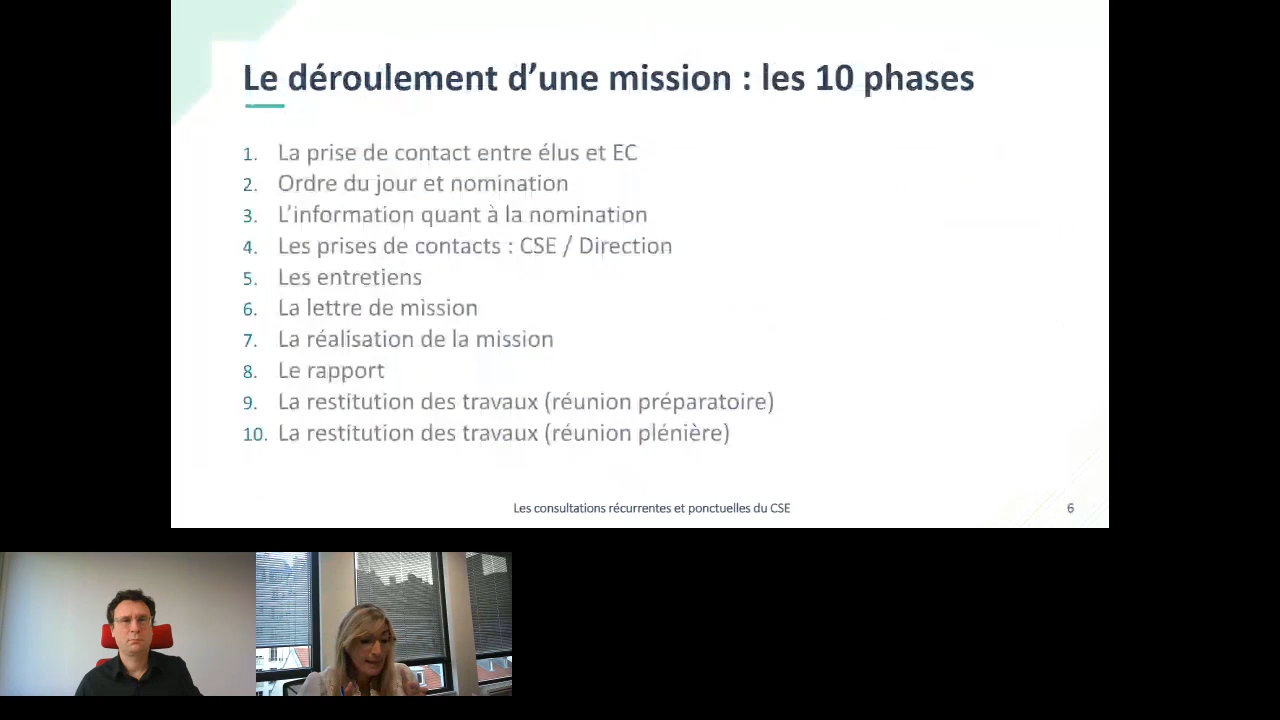 Le déroulement d’une mission : les 10 phases
1. La prise de contact entre élus et EC
2. Ordre du jour et nomination
3. L’information quant à la nomination
4. Les prises de contacts : CSE / Direction
5. Les entretiens
6. La lettre de mission
7. La réalisation de la mission
8. Le rapport
9. La restitution des travaux (réunion préparatoire)
10. La restitution des travaux (réunion plénière)
Les consultations récurrentes et ponctuelles du CSE
6